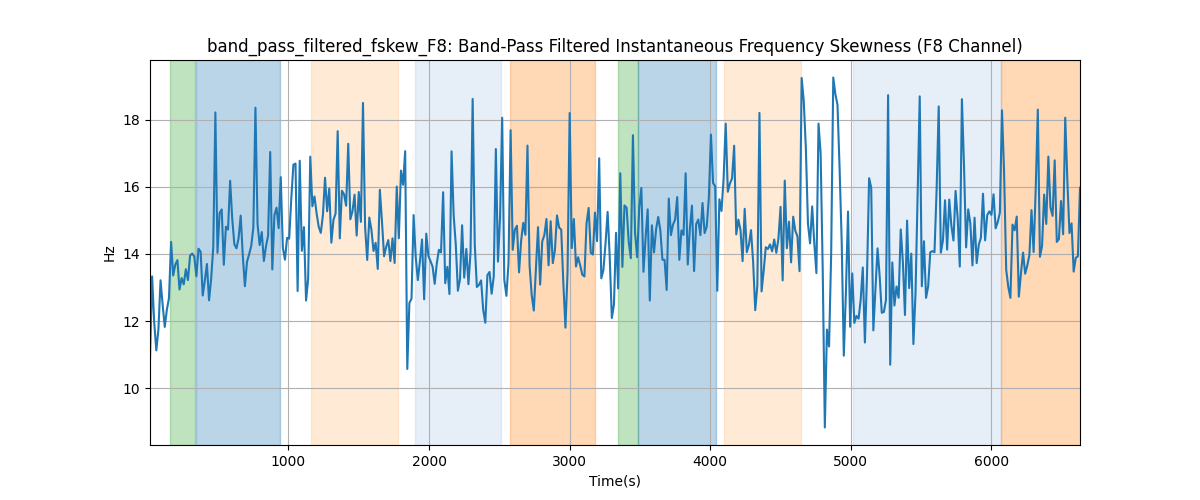 band_pass_filtered_fskew_F8: Band-Pass Filtered Instantaneous Frequency Skewness (F8 Channel)
18
16
14
12
10
Hz
1000 2000 3000 4000 5000 6000
Time(s)